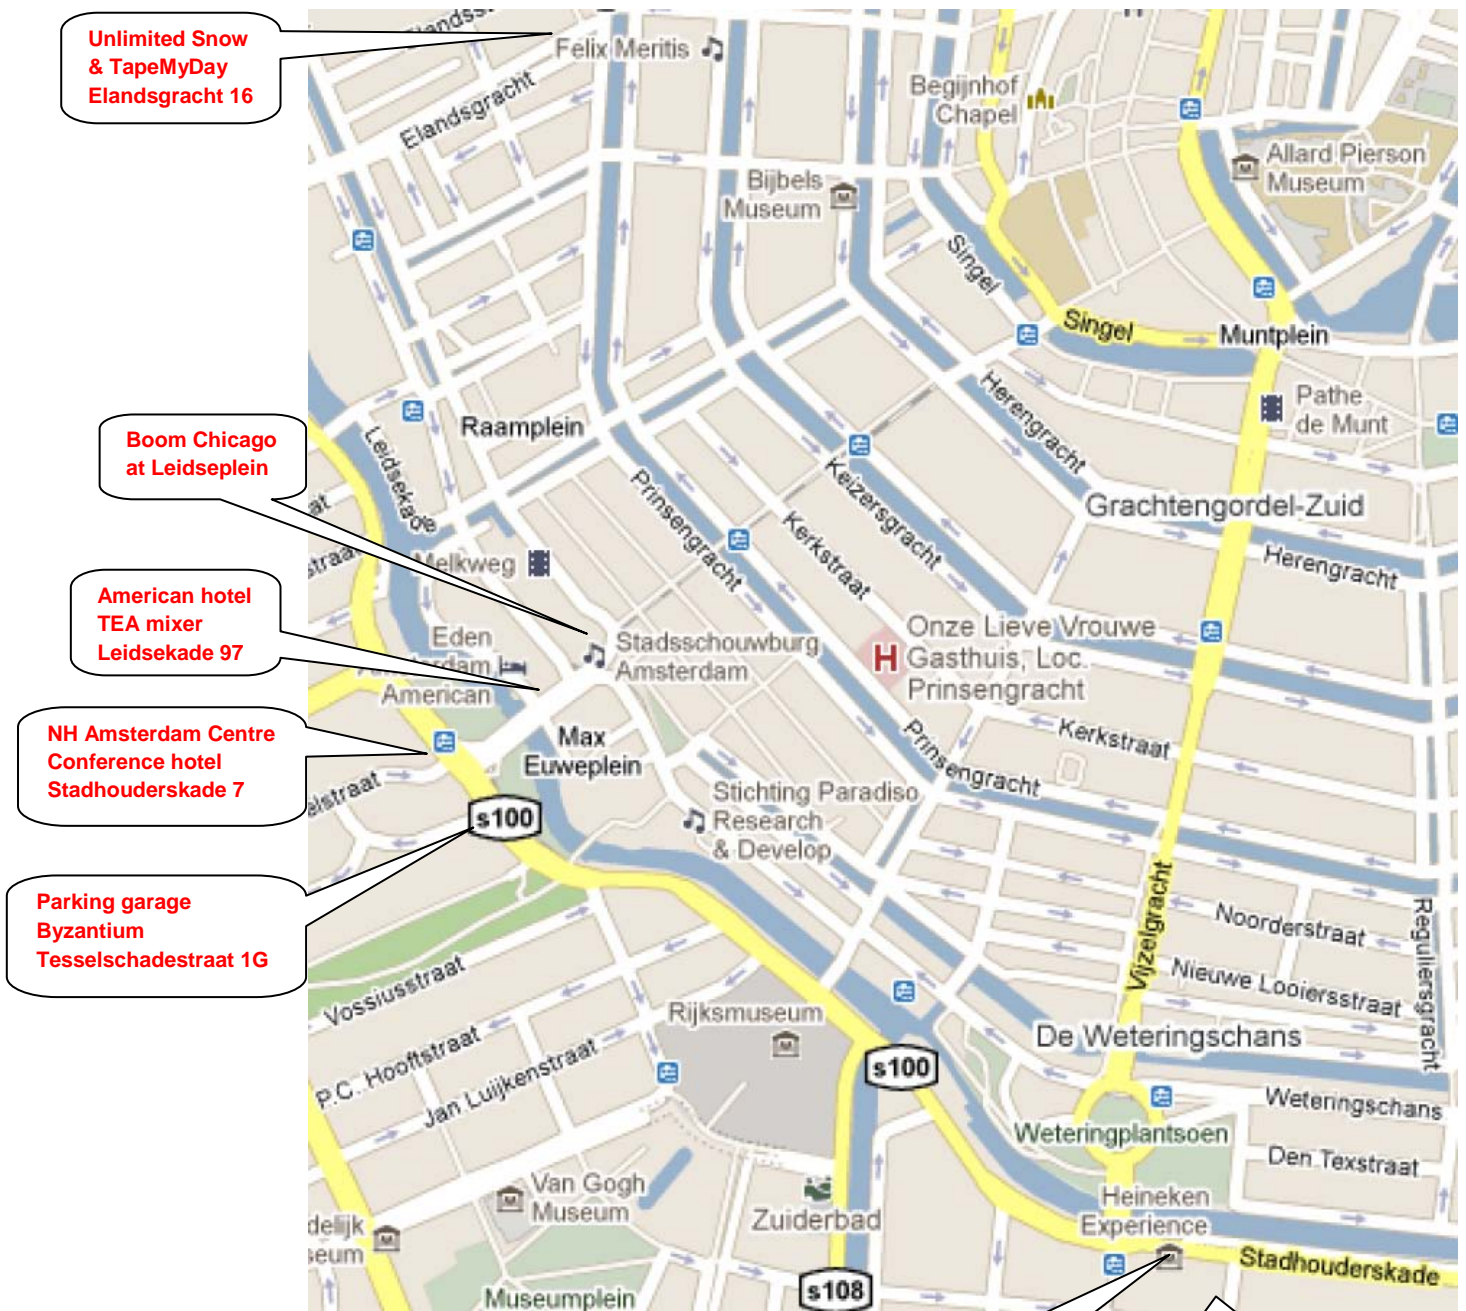 Unlimited Snow
& TapeMyDay
Elandsgracht 16
Felix Meritis
Elandsgracht
Begijnhof
Chapel
Allard Pierson
Museum
Bijbels
Museum
Singel
Singel
Muntplein
Herengracht
Pathe
de Munt
Raamplein
Boom Chicago
at Leidseplein
Leidsekade
Keizersgracht
Prinsengracht
Kerkstraat
Grachtengordel-Zuid
Herengracht
Melkweg
American hotel
TEA mixer
Leidsekade 97
Eden
Amsterdam
American
Stadsschouwburg
Amsterdam
H
Onze Lieve Vrouwe
Gasthuis, Loc.
Prinsengracht
NH Amsterdam Centre
Conference hotel
Stadhouderskade 7
Max
Euweplein
Kerkstraat
Prinsengracht
elstraat
s100
Stichting Paradiso
Research
& Develop
Parking garage
Byzantium
Tesselschadestraat 1G
Vijzelgracht
Noorderstraat
Reguliersgracht
Nieuwe Looiersstraat
Vossiusstraat
Rijksmuseum
De Weteringschans
P.C. Hooftstraat
Jan Luijkenstraat
s100
Weteringschans
Weteringplantsoen
Den Texstraat
Van Gogh
Museum
Zuiderbad
Heineken
Experience
delijk
seum
Stadhouderskade
s108
Museumplein